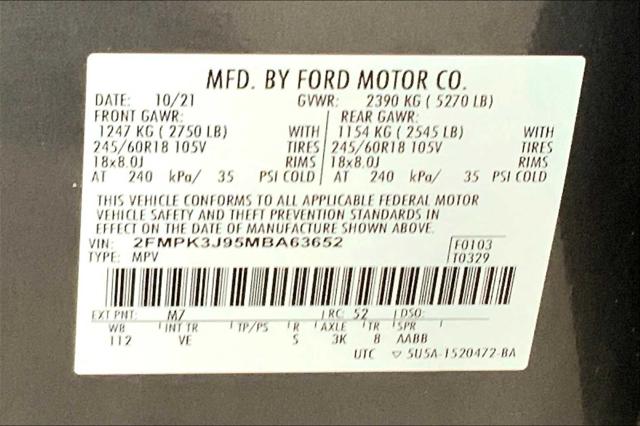 MFD. BY FORD MOTOR CO.
DATE: 10/21 GVWR: 2390 KG ( 5270 LB)
FRONT GAWR: REAR GAWR:
1247 KG ( 2750 LB) WITH 1154 KG ( 2545 LB) WITH
245/60R18 105V TIRES 245/60R18 105V TIRES
18x8.0J RIMS 18x8.0J RIMS
AT 240 kPa/ 35 PSI COLD AT 240 kPa/ 35 PSI COLD
THIS VEHICLE CONFORMS TO ALL APPLICABLE FEDERAL MOTOR
VEHICLE SAFETY AND THEFT PREVENTION STANDARDS IN
EFFECT ON THE DATE OF MANUFACTURE SHOWN ABOVE.
VIN: 2FMPK3J95MBA63652 F0103
TYPE: MPV T0329
EXT PNT: M7 RC: 52 DSO:
WB INT TR TP/PS R AXLE TR SPR
112 VE S 3K 8 AABB
UTC ▽ 5U5A-1520472-BA